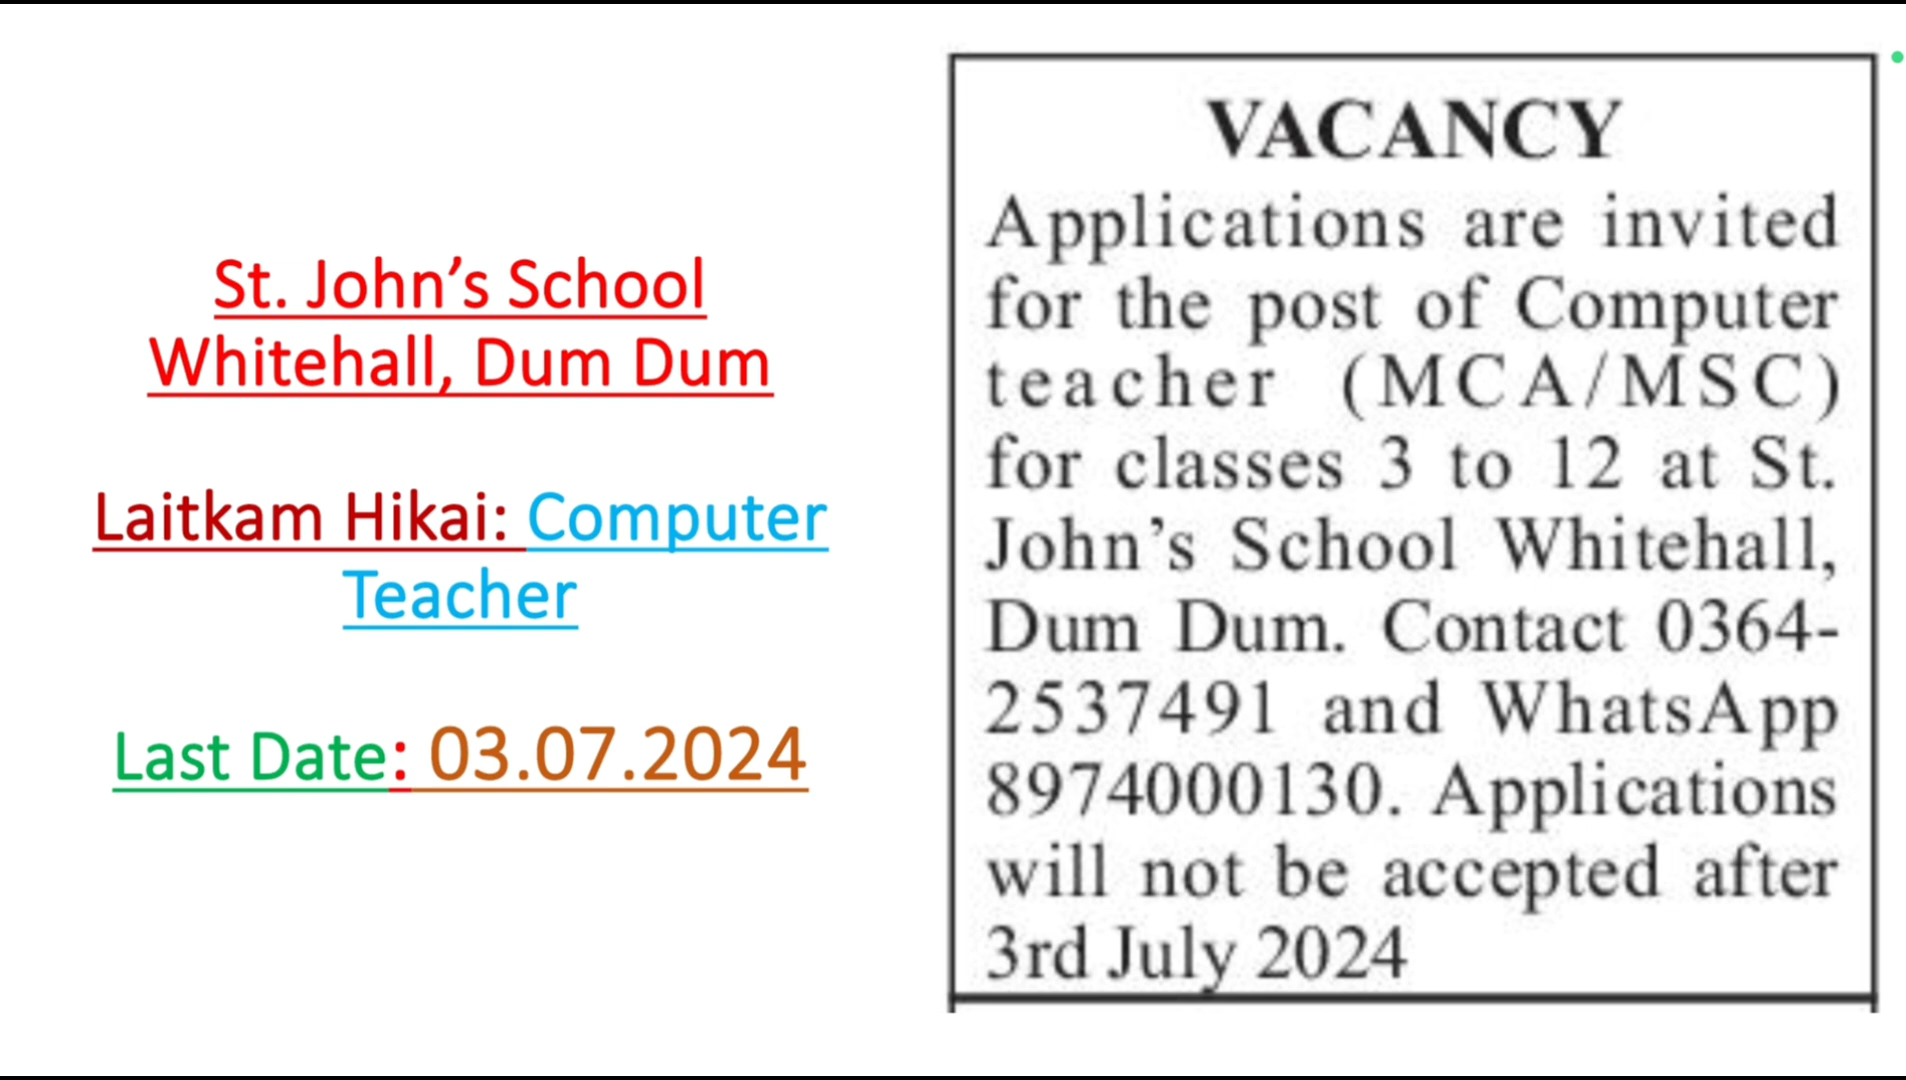 St. John’s School
Whitehall, Dum Dum
Laitkam Hikai: Computer
Teacher
Last Date: 03.07.2024
VACANCY
Applications are invited
for the post of Computer
teacher (MCA/MSC)
for classes 3 to 12 at St.
John’s School Whitehall,
Dum Dum. Contact 0364-
2537491 and WhatsApp
8974000130. Applications
will not be accepted after
3rd July 2024